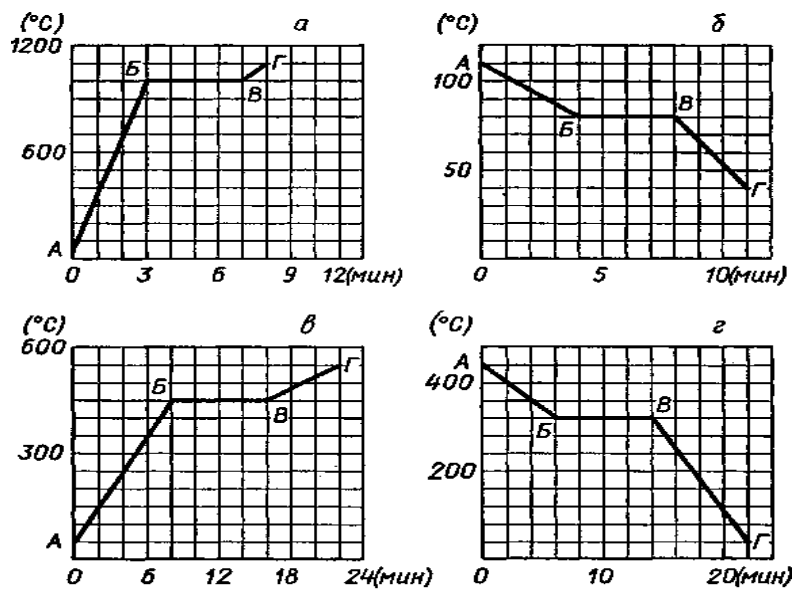 (°C) а
1200
600
А Б В Г
0 3 6 9 12(мин)
(°C) б
100
50
А Б В Г
0 5 10(мин)
(°C) в
600
300
А Б В Г
0 6 12 18 24(мин)
(°C) г
400
200
А Б В Г
0 10 20(мин)